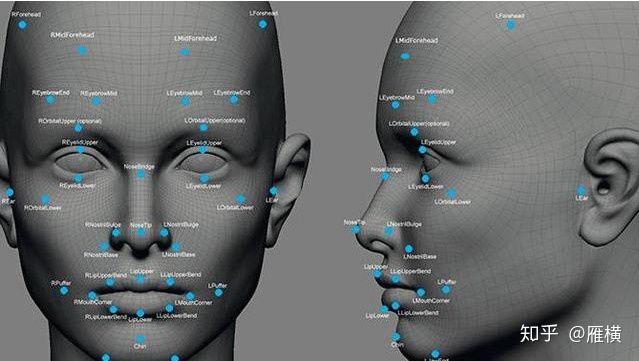 RForehead
LForehead
RMidForehead
LMidForehead
REyebrowEnd
REyebrowMid
LEyebrowMid
LEyebrowEnd
ROrbitalUpper (optional)
LOrbitalUpper(optional)
REyelidUpper
LEyelidUpper
NoseBridge
REyelidLower
LEyelidLower
REar
LEar
ROrbitalLower
LOrbitalLower
RNostrilBulge
NoseTip
LNostrilBulge
RNostrilBase
LNostrilBase
RPuffer
RLipUpperBend
LipUpper
LLipUpperBend
LPuffer
RMouthCorner
LMouthCorner
RLipLowerBend
LipLower
LLipLowerBend
Chin
LForehead
LMidForehead
LEyebrowMid
LEyebrowEnd
LOrbitalUpper(optional)
LEyelidUpper
NoseBridge
LEyelidLower
LOrbitalLower
LEar
NoseTip
LNostrilBulge
LNostrilBase
LipUpper
LLipUpperBend
LPuffer
LMouthCorner
LipLower
LLipLowerBend
Chin
知乎 @雁横